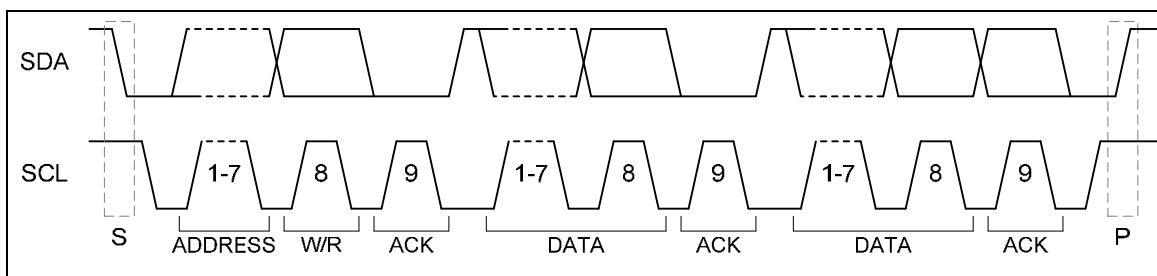 SDA
SCL 1-7 8 9 1-7 8 9 1-7 8 9
S ADDRESS W/R ACK DATA ACK DATA ACK P